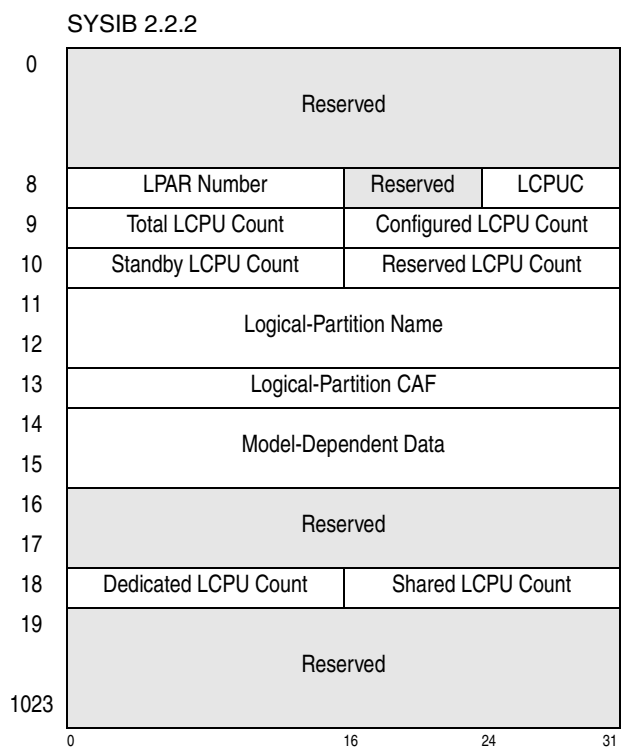 SYSIB 2.2.2
0
Reserved
8 LPAR Number Reserved LCPUC
9 Total LCPU Count Configured LCPU Count
10 Standby LCPU Count Reserved LCPU Count
11
Logical-Partition Name
12
13 Logical-Partition CAF
14
Model-Dependent Data
15
16
Reserved
17
18 Dedicated LCPU Count Shared LCPU Count
19
Reserved
1023
0 16 24 31